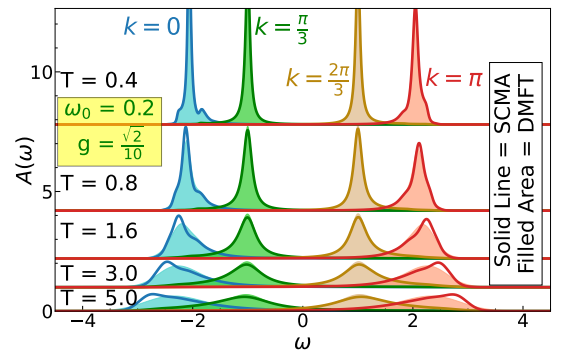 k = 0
k = π/3
k = 2π/3
k = π
10
T = 0.4
ω₀ = 0.2
g = √2/10
A(ω)
T = 0.8
5
T = 1.6
T = 3.0
T = 5.0
0
Solid Line = SCMA
Filled Area = DMFT
−4
−2
0
2
4
ω